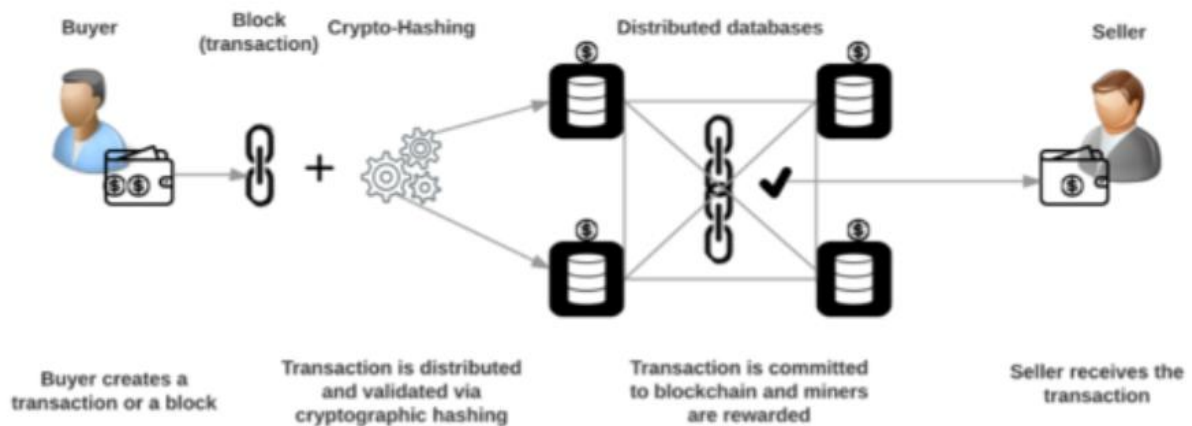 Buyer
Block
(transaction)
Crypto-Hashing
Distributed databases
Seller
Buyer creates a
transaction or a block
Transaction is distributed
and validated via
cryptographic hashing
Transaction is committed
to blockchain and miners
are rewarded
Seller receives the
transaction